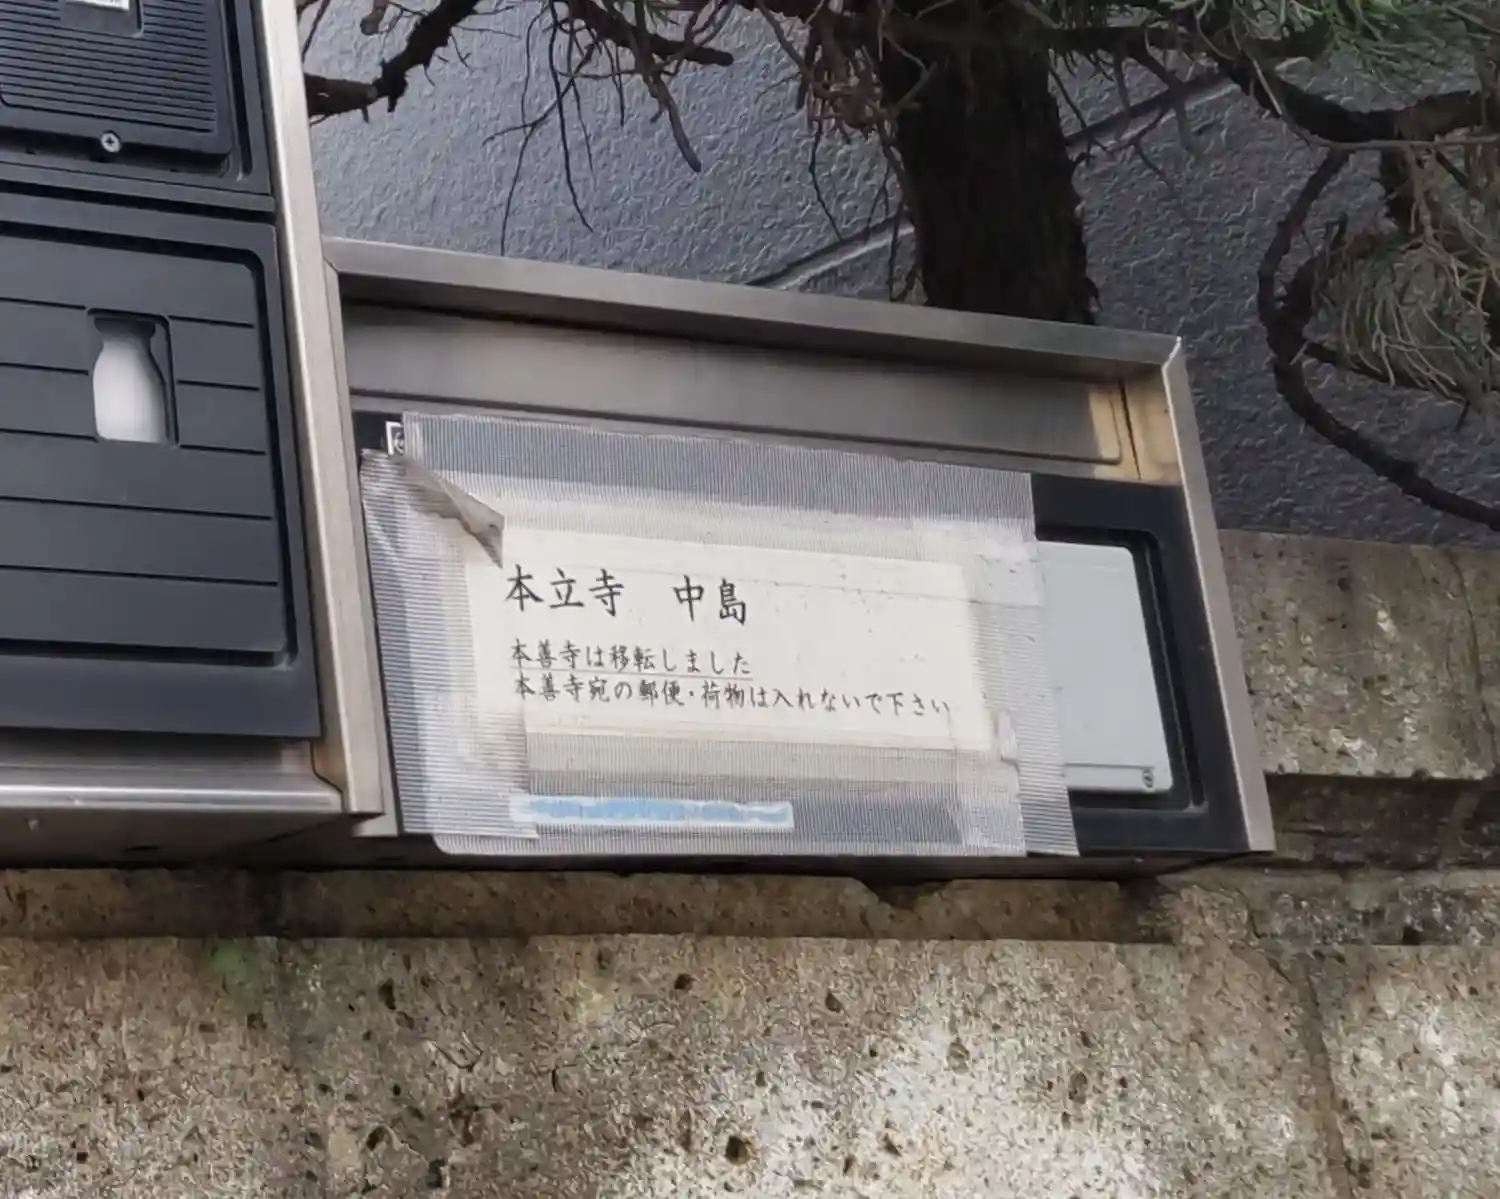 本立寺 中島
本善寺は移転しました
本善寺宛の郵便・荷物は入れないで下さい